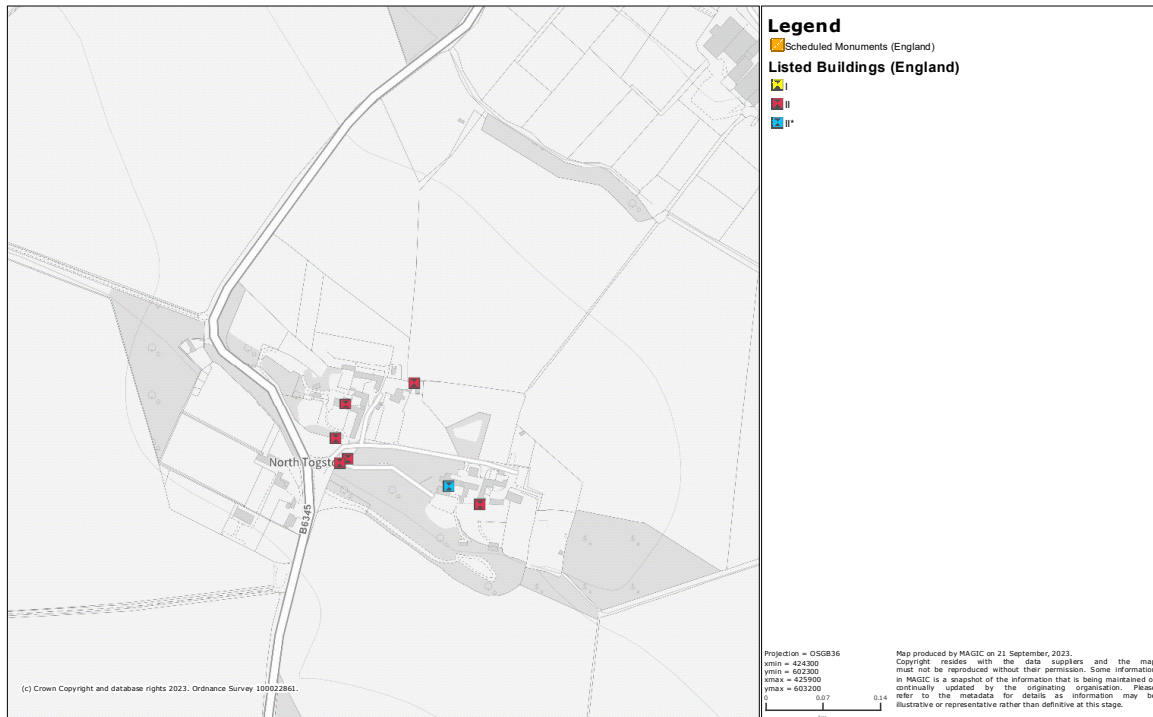 North Togsto
B6345
(c) Crown Copyright and database rights 2023. Ordnance Survey 100022861.
Legend
Scheduled Monuments (England)
Listed Buildings (England)
I
II
II*
Projection = OSGB36
xmin = 424300
ymin = 602300
xmax = 425900
ymax = 603200
0 0.07 0.14
Map produced by MAGIC on 21 September, 2023.
Copyright resides with the data suppliers and the map
must not be reproduced without their permission. Some information
in MAGIC is a snapshot of the information that is being maintained o
continually updated by the originating organisation. Please
refer to the metadata for details as information may be
illustrative or representative rather than definitive at this stage.